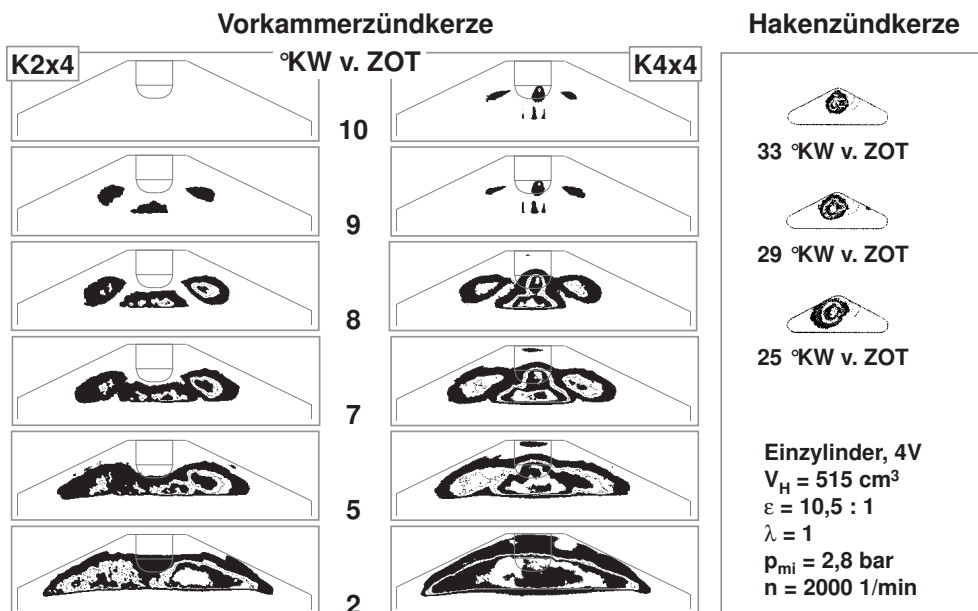 Vorkammerzündkerze
Hakenzündkerze
K2x4
°KW v. ZOT
K4x4
10
9
8
7
5
2
33 °KW v. ZOT
29 °KW v. ZOT
25 °KW v. ZOT
Einzylinder, 4V
V_H = 515 cm³
ε = 10,5 : 1
λ = 1
p_mi = 2,8 bar
n = 2000 1/min